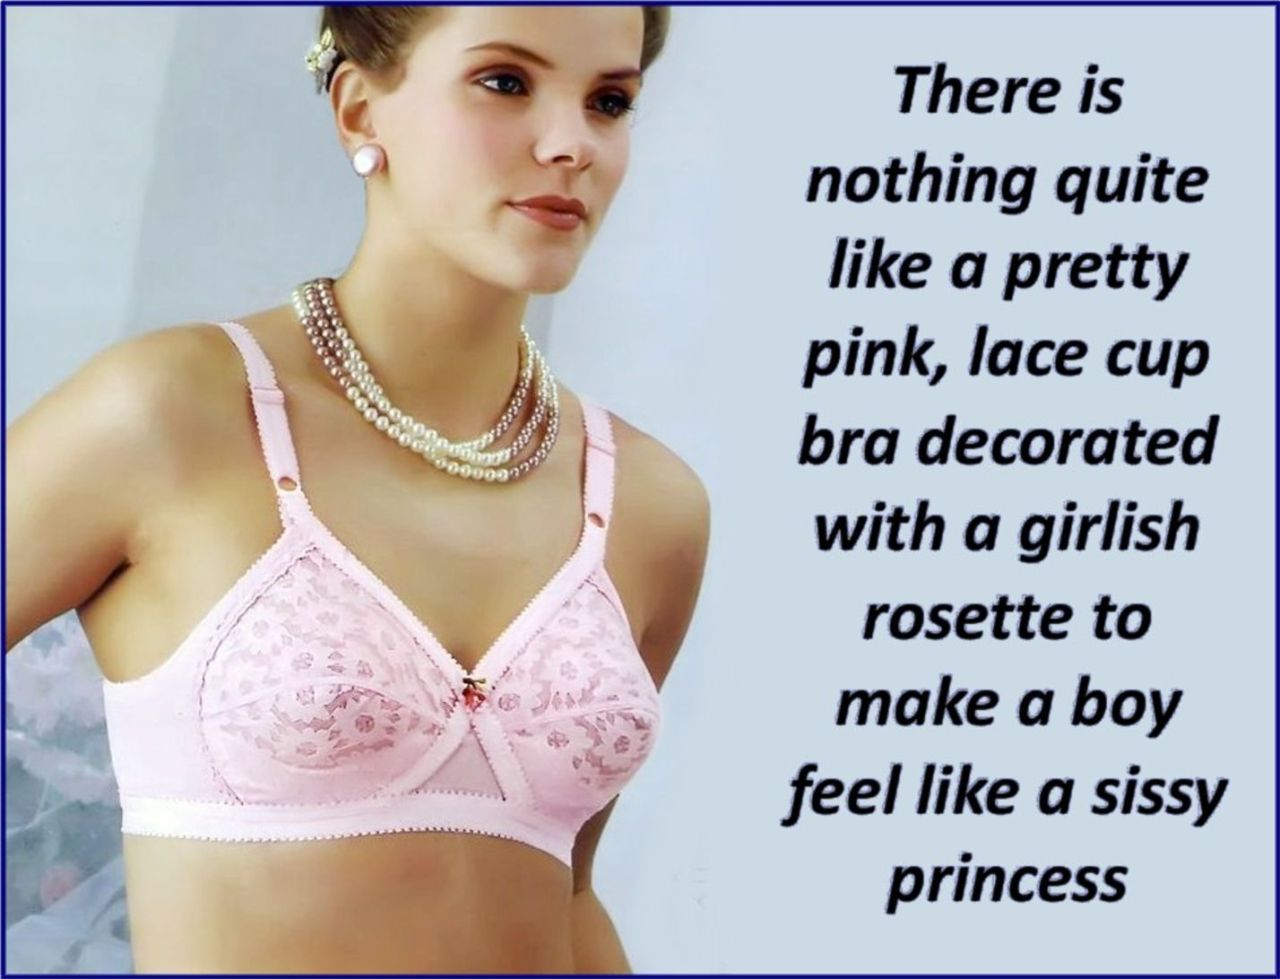 There is
nothing quite
like a pretty
pink, lace cup
bra decorated
with a girlish
rosette to
make a boy
feel like a sissy
princess